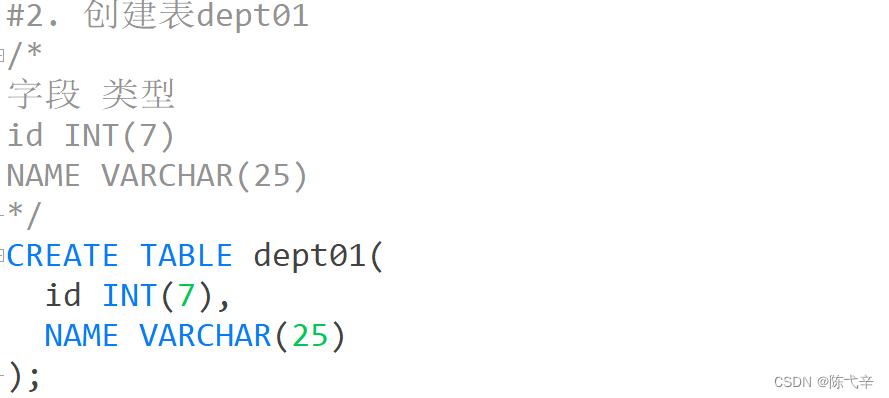 #2. 创建表dept01
/*
字段 类型
id INT(7)
NAME VARCHAR(25)
*/
CREATE TABLE dept01(
  id INT(7),
  NAME VARCHAR(25)
);
CSDN @陈弋辛